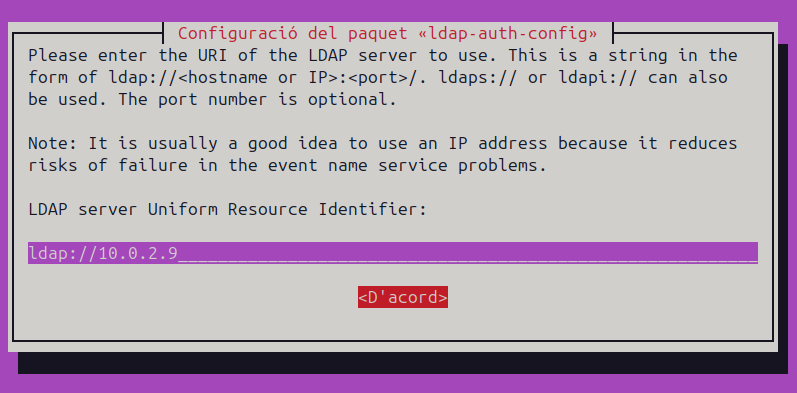 Configuració del paquet «ldap-auth-config»
Please enter the URI of the LDAP server to use. This is a string in the
form of ldap://<hostname or IP>:<port>/. ldaps:// or ldapi:// can also
be used. The port number is optional.
Note: It is usually a good idea to use an IP address because it reduces
risks of failure in the event name service problems.
LDAP server Uniform Resource Identifier:
ldap://10.0.2.9
<D'acord>